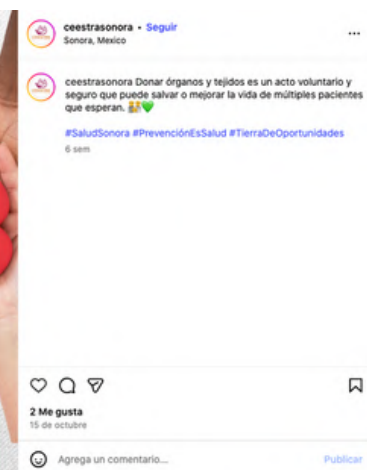 ceestrasonora • Seguir
Sonora, Mexico
ceestrasonora Donar órganos y tejidos es un acto voluntario y
seguro que puede salvar o mejorar la vida de múltiples pacientes
que esperan. 🫂💚
#SaludSonora #PrevenciónEsSalud #TierraDeOportunidades
6 sem
2 Me gusta
15 de octubre
Agrega un comentario...
Publicar